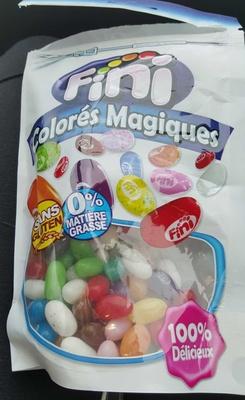 Fini
Colorés Magiques
SANS
GLUTEN
0%
MATIÈRE
GRASSE
Fini
100%
Délicieux